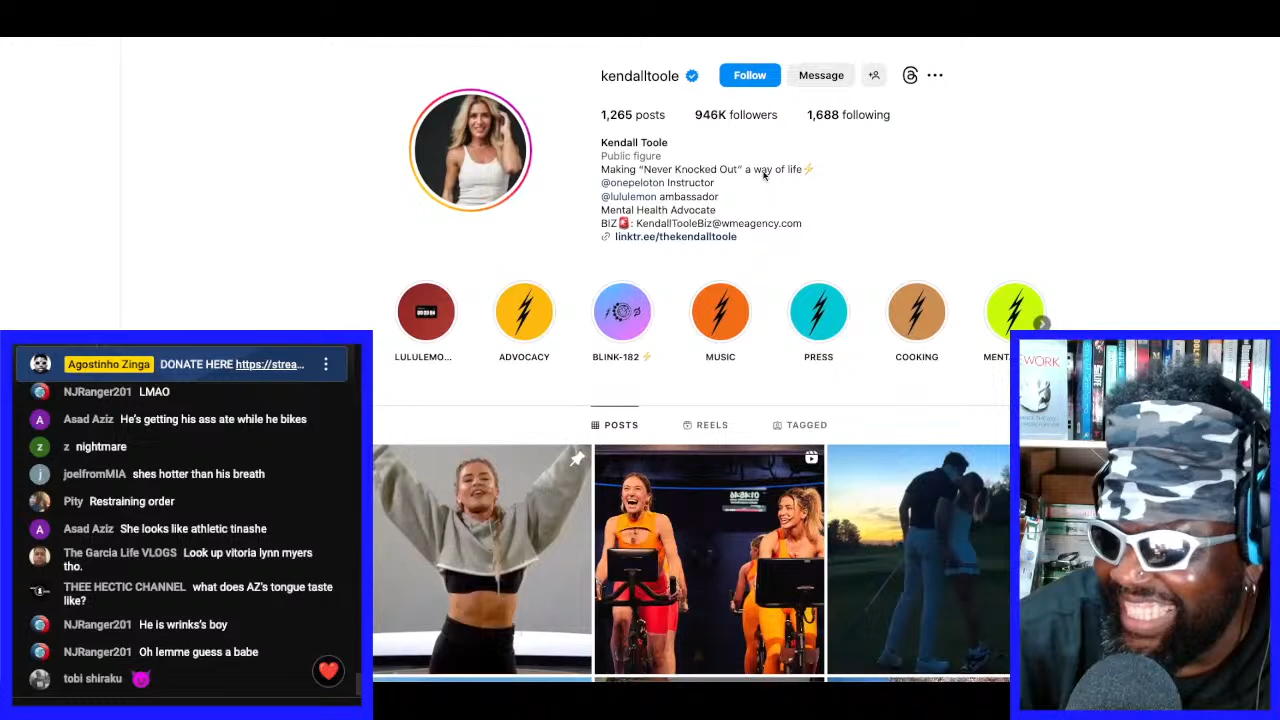 kendalltoole
Follow
Message
1,265 posts 946K followers 1,688 following
Kendall Toole
Public figure
Making “Never Knocked Out” a way of life⚡
@onepeloton Instructor
@lululemon ambassador
Mental Health Advocate
BIZ🚨: KendallTooleBiz@wmeagency.com
linktr.ee/thekendalltoole
LULULEMO...
ADVOCACY
BLINK-182 ⚡
MUSIC
PRESS
COOKING
MENT
POSTS
REELS
TAGGED
Agostinho Zinga DONATE HERE https://strea...
NJRanger201 LMAO
Asad Aziz He’s getting his ass ate while he bikes
z nightmare
joelfromMIA shes hotter than his breath
Pity Restraining order
Asad Aziz She looks like athletic tinashe
The Garcia Life VLOGS Look up vitoria lynn myers
tho.
THEE HECTIC CHANNEL what does AZ’s tongue taste
like?
NJRanger201 He is wrinks’s boy
NJRanger201 Oh lemme guess a babe
tobi shiraku 😈
WORK